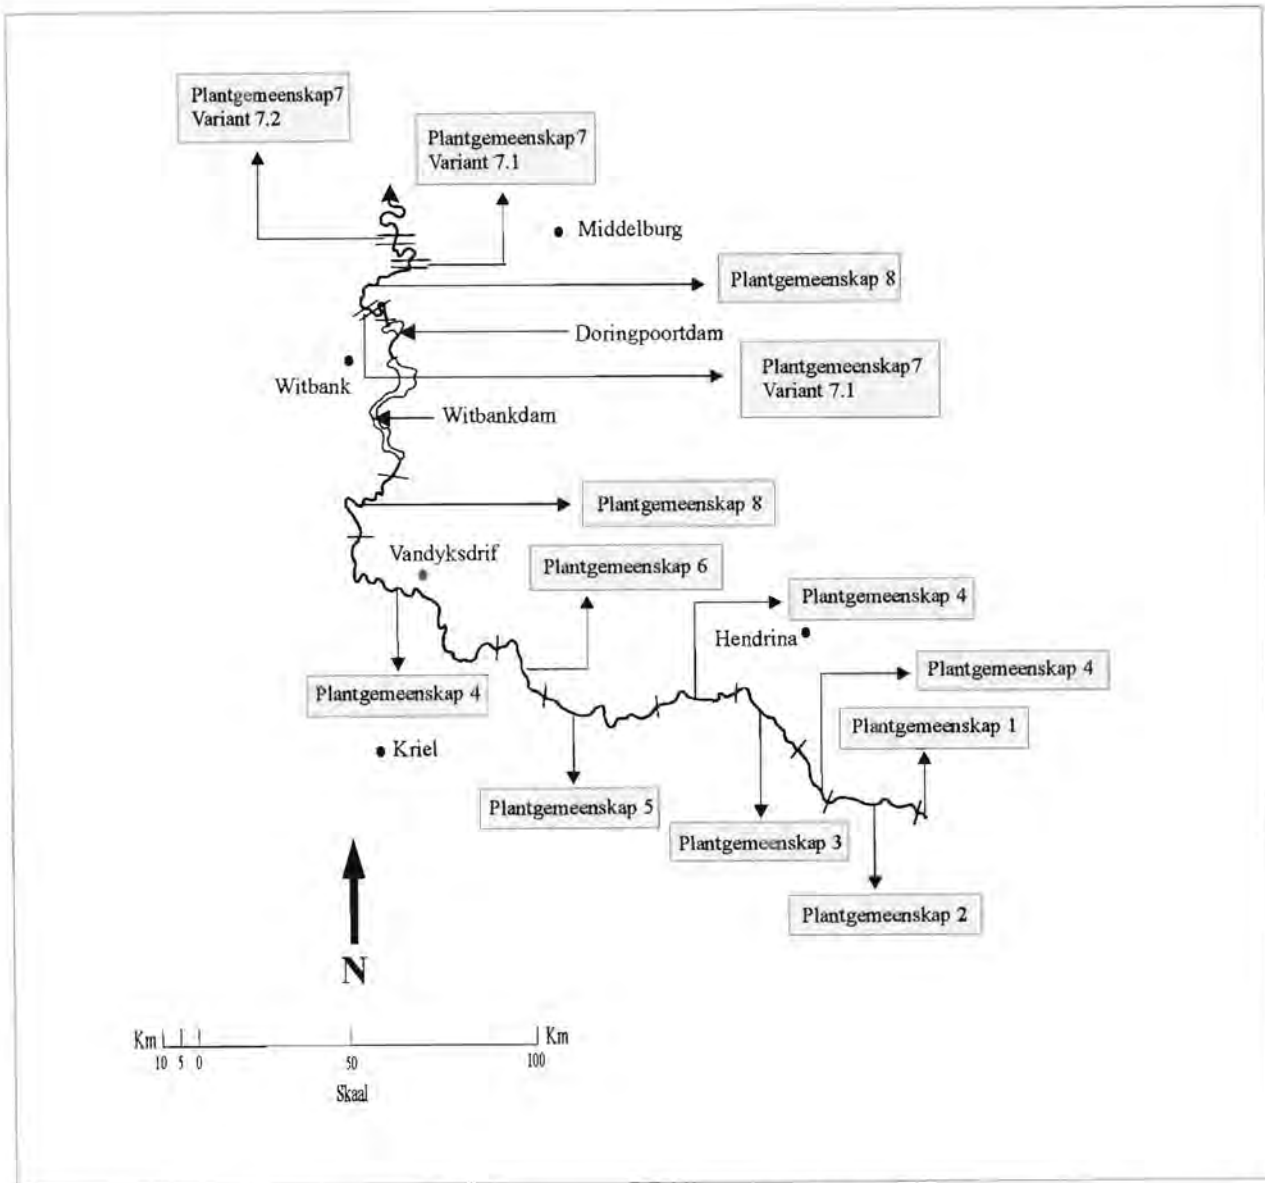 Plantgemeenskap7
Variant 7.2
Plantgemeenskap7
Variant 7.1
Middelburg
Plantgemeenskap 8
Doringpoortdam
Witbank
Plantgemeenskap7
Variant 7.1
Witbankdam
Plantgemeenskap 8
Vandyksdrif
Plantgemeenskap 6
Plantgemeenskap 4
Hendrina
Plantgemeenskap 4
Plantgemeenskap 4
Plantgemeenskap 1
Kriel
Plantgemeenskap 5
Plantgemeenskap 3
Plantgemeenskap 2
N
Km Km
10 5 0 50 100
Skaal